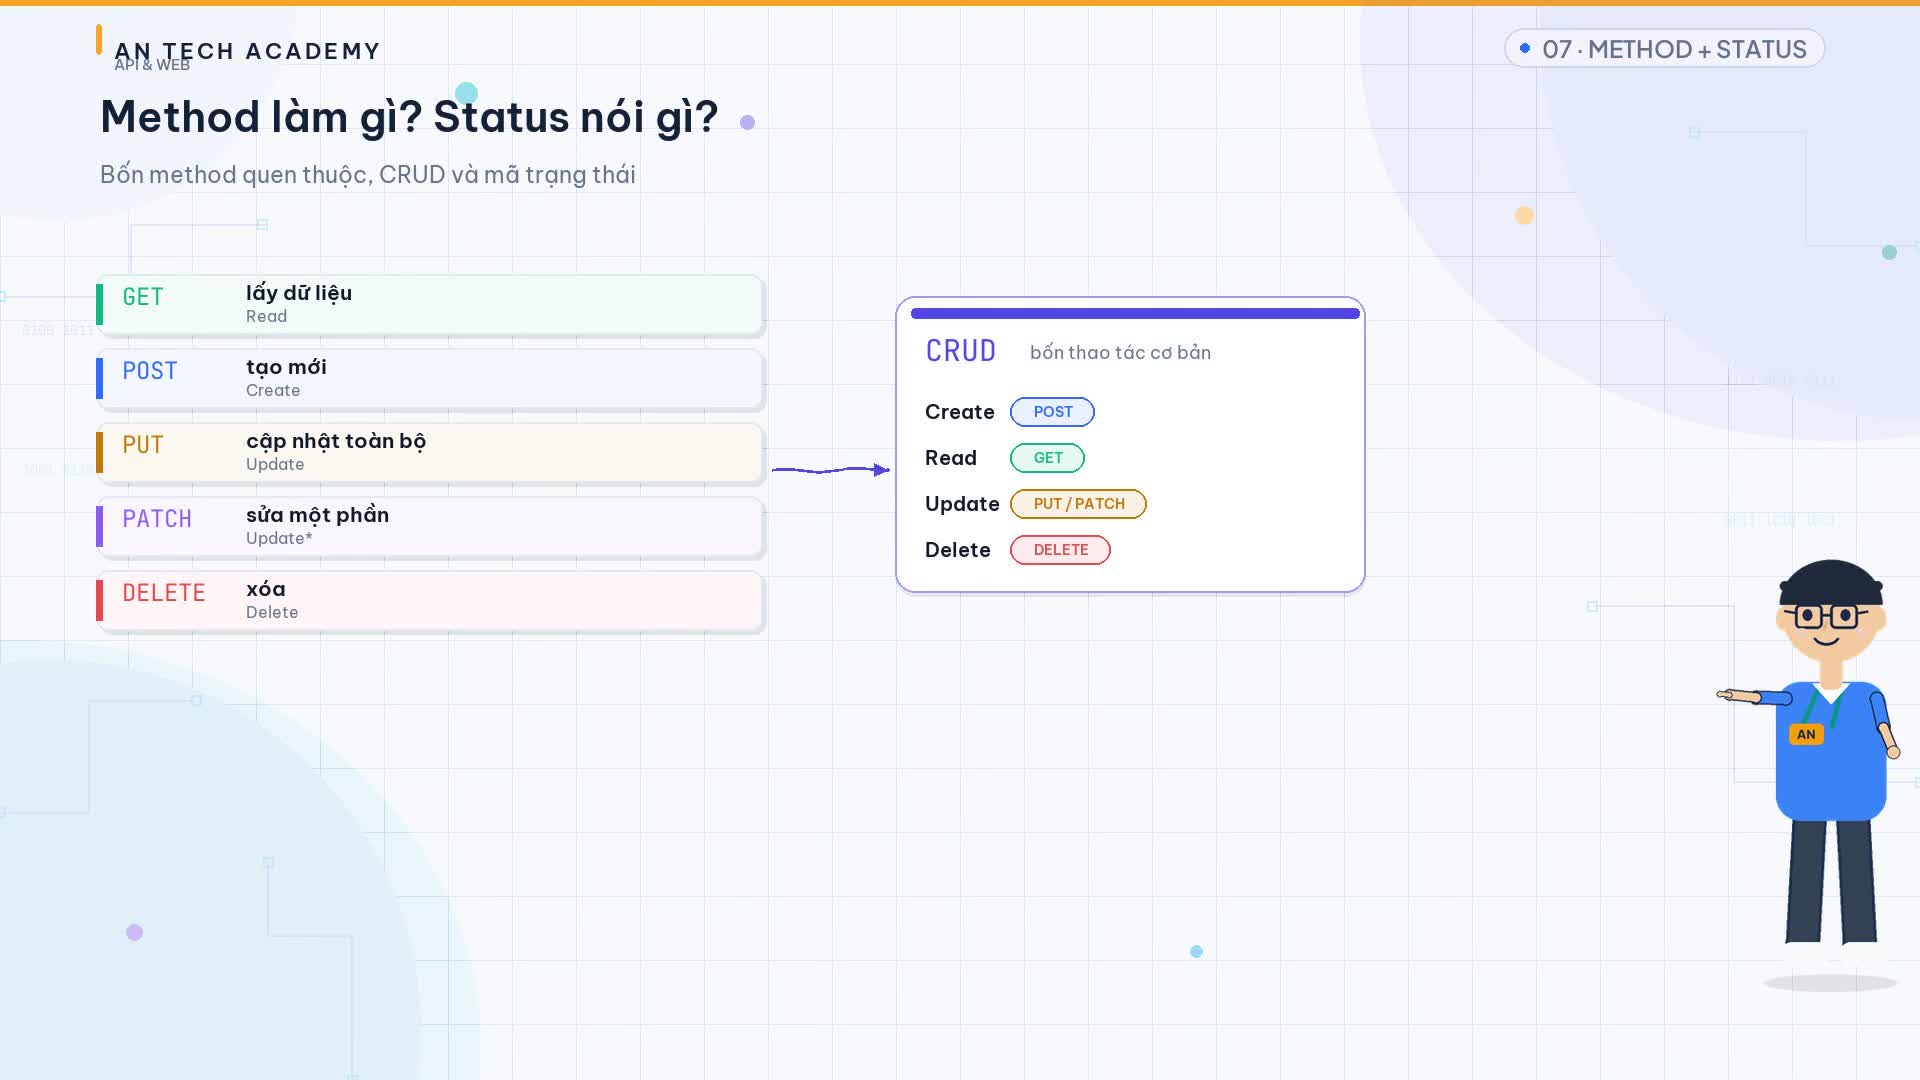 AN TECH ACADEMY
API & WEB
07 · METHOD + STATUS
Method làm gì? Status nói gì?
Bốn method quen thuộc, CRUD và mã trạng thái
GET
lấy dữ liệu
Read
POST
tạo mới
Create
PUT
cập nhật toàn bộ
Update
PATCH
sửa một phần
Update*
DELETE
xóa
Delete
CRUD bốn thao tác cơ bản
Create POST
Read GET
Update PUT / PATCH
Delete DELETE
AN